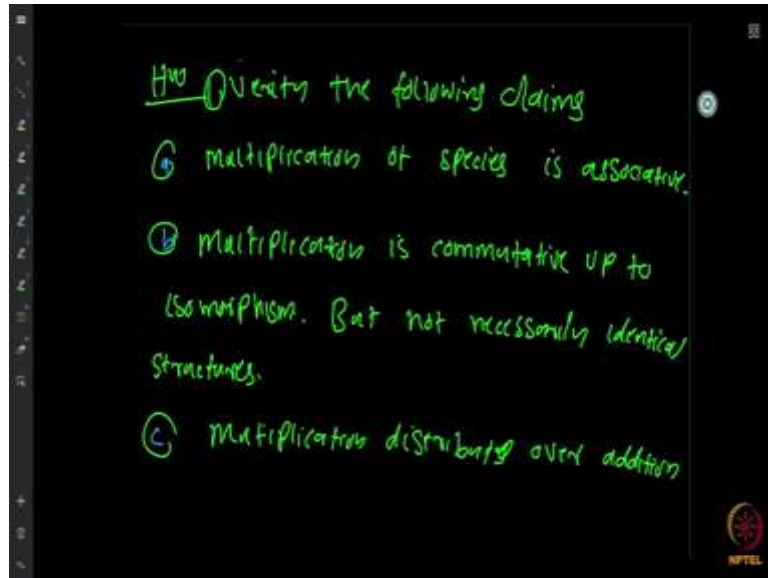 HW ① Verify the following claims
ⓐ multiplication of species is associative.
ⓑ multiplication is commutative up to
isomorphism. But not necessarily identical
structures.
ⓒ Multiplication distributes over addition
NPTEL